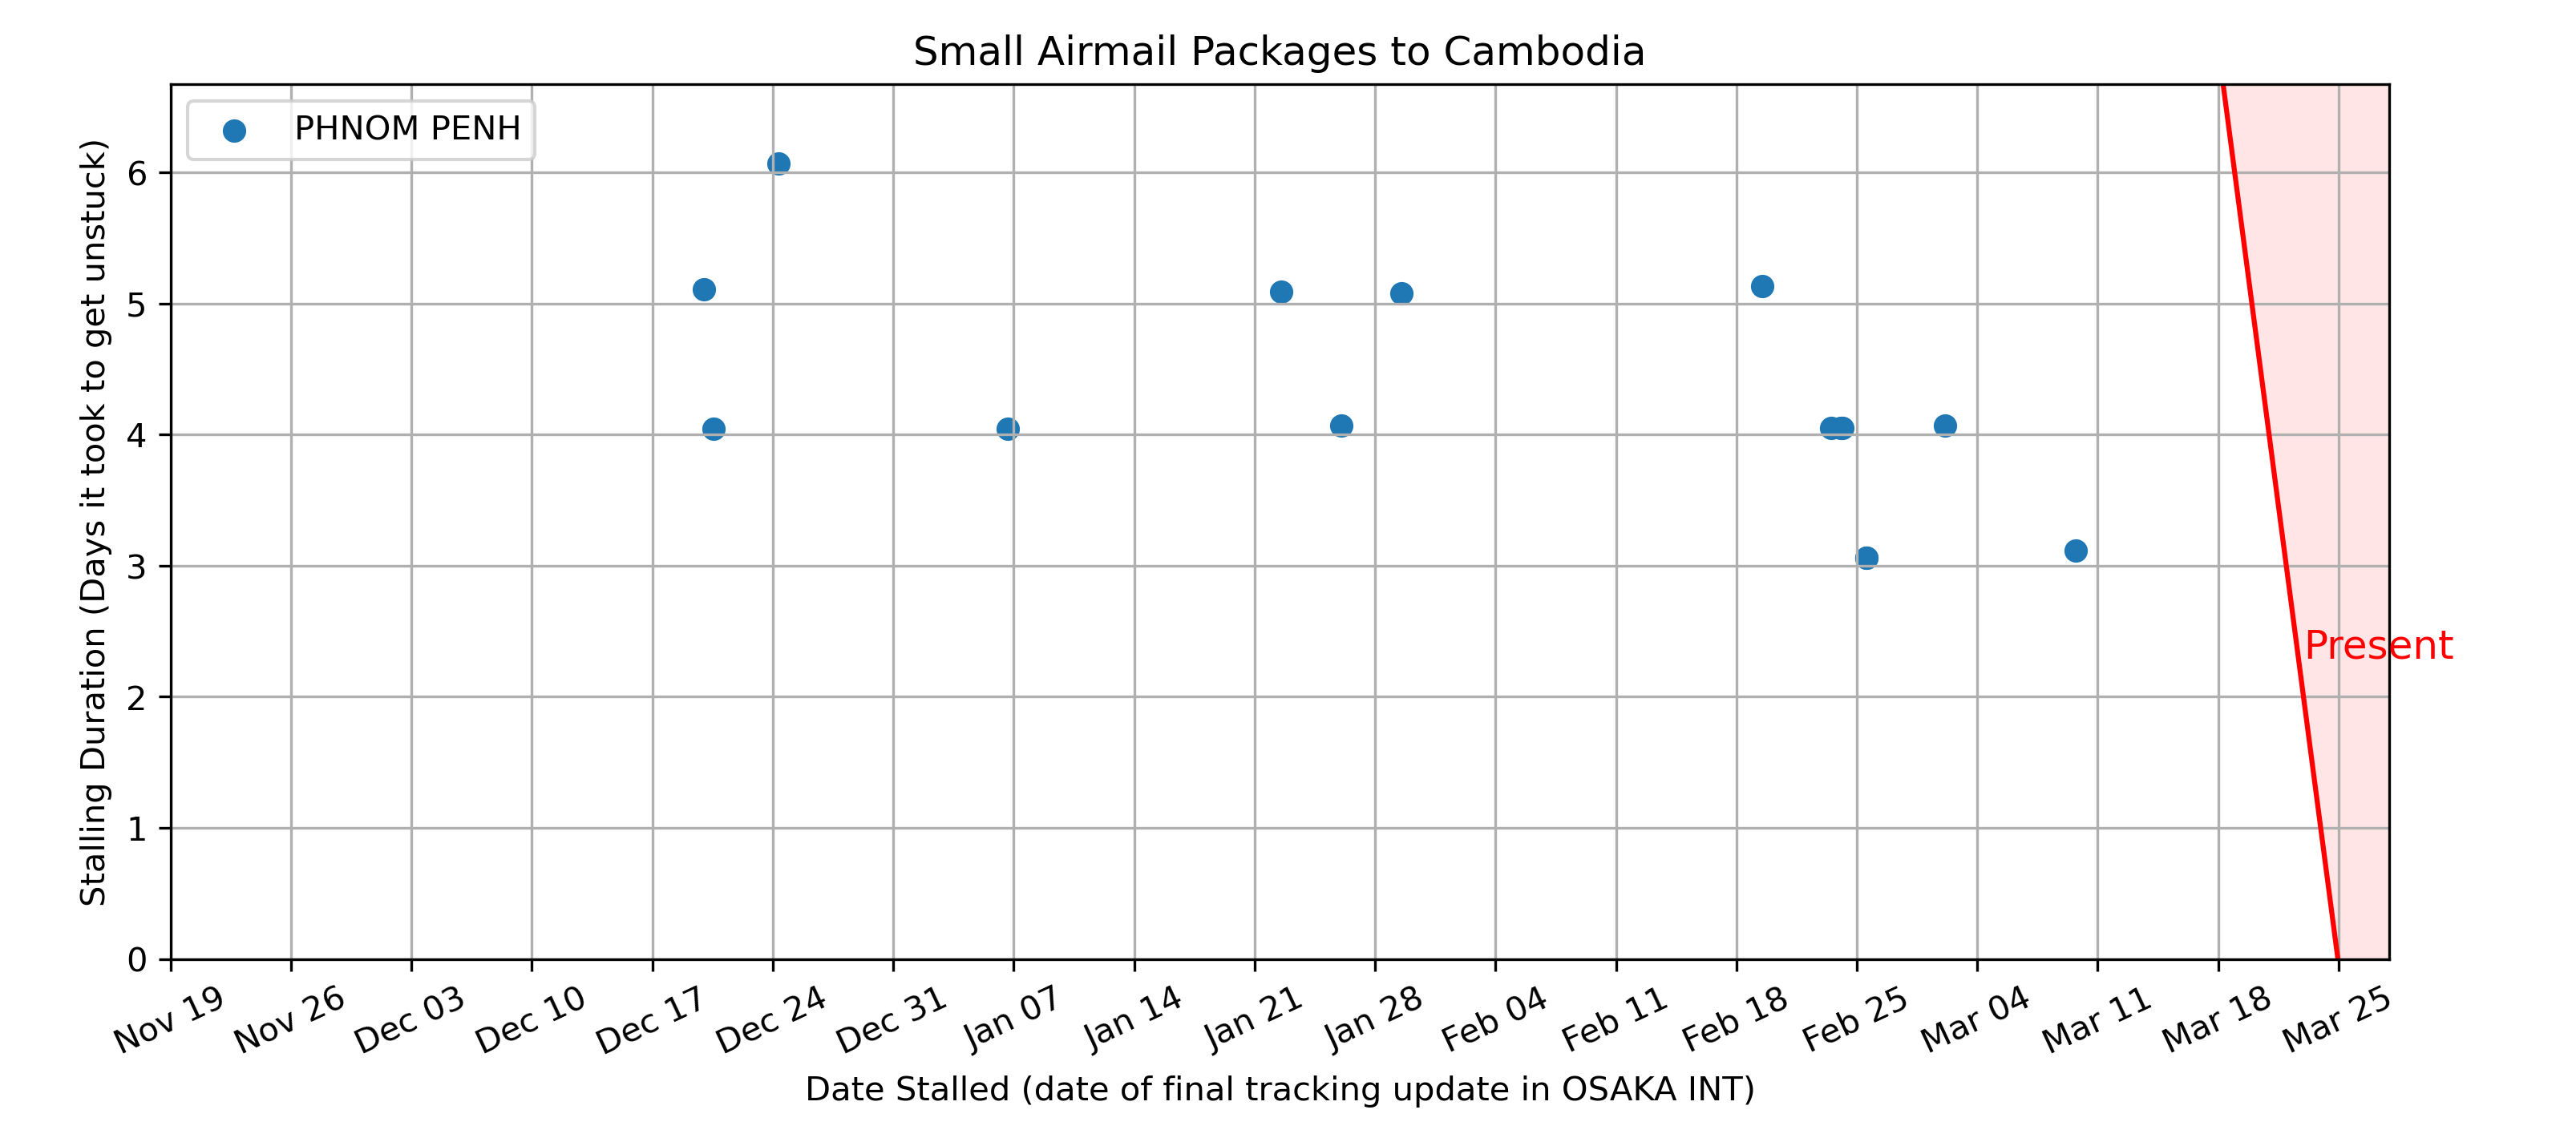 Small Airmail Packages to Cambodia
PHNOM PENH
Stalling Duration (Days it took to get unstuck)
6
5
4
3
2
1
0
Present
Nov 19
Nov 26
Dec 03
Dec 10
Dec 17
Dec 24
Dec 31
Jan 07
Jan 14
Jan 21
Jan 28
Feb 04
Feb 11
Feb 18
Feb 25
Mar 04
Mar 11
Mar 18
Mar 25
Date Stalled (date of final tracking update in OSAKA INT)